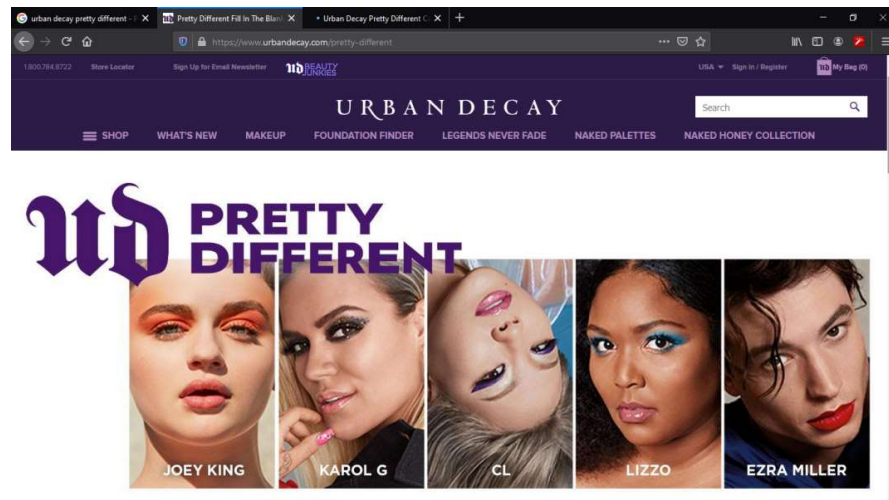 urban decay pretty different - 
Pretty Different Fill In The Blank
Urban Decay Pretty Different
https://www.urbandecay.com/pretty-different
1.800.784.8722 Store Locator Sign Up for Email Newsletter UD BEAUTY JUNKIES USA Sign In / Register UD My Bag (0)
URBAN DECAY
Search
SHOP WHAT'S NEW MAKEUP FOUNDATION FINDER LEGENDS NEVER FADE NAKED PALETTES NAKED HONEY COLLECTION
UD PRETTY
DIFFERENT
JOEY KING KAROL G CL LIZZO EZRA MILLER